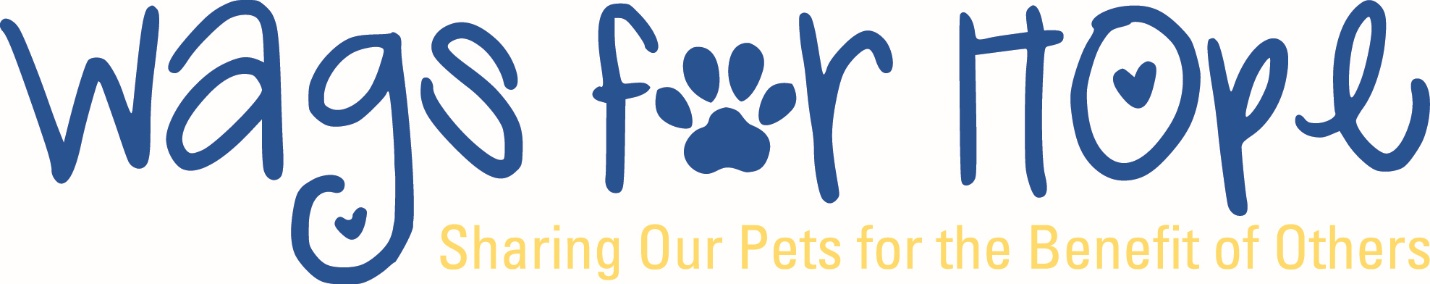 wags for Hope
Sharing Our Pets for the Benefit of Others